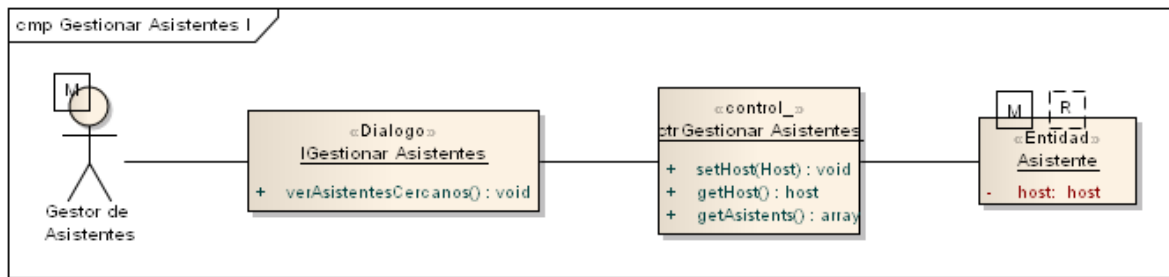 cmp Gestionar Asistentes I
M
Gestor de
Asistentes
«Dialogo»
IGestionar Asistentes
+ verAsistentesCercanos() : void
«control_»
ctrGestionar Asistentes
+ setHost(Host) : void
+ getHost() : host
+ getAsistents() : array
M
R
«Entidad»
Asistente
- host: host